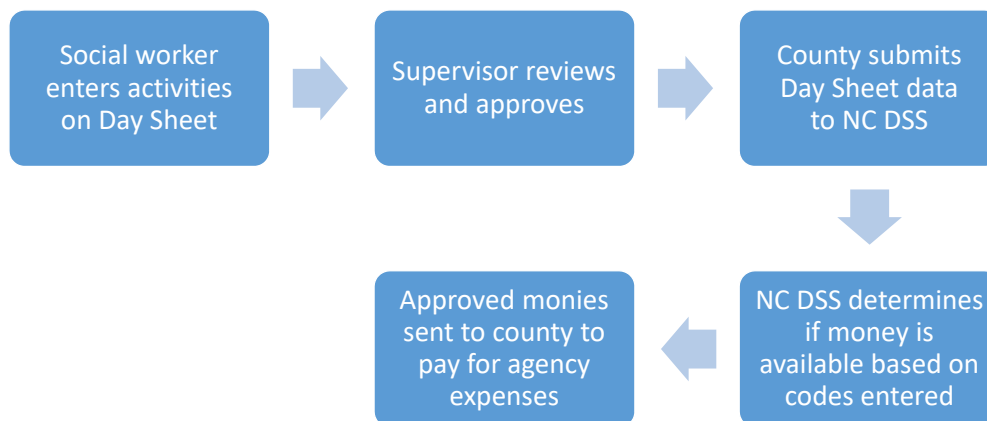 Social worker
enters activities
on Day Sheet
Supervisor reviews
and approves
County submits
Day Sheet data
to NC DSS
NC DSS determines
if money is
available based on
codes entered
Approved monies
sent to county to
pay for agency
expenses